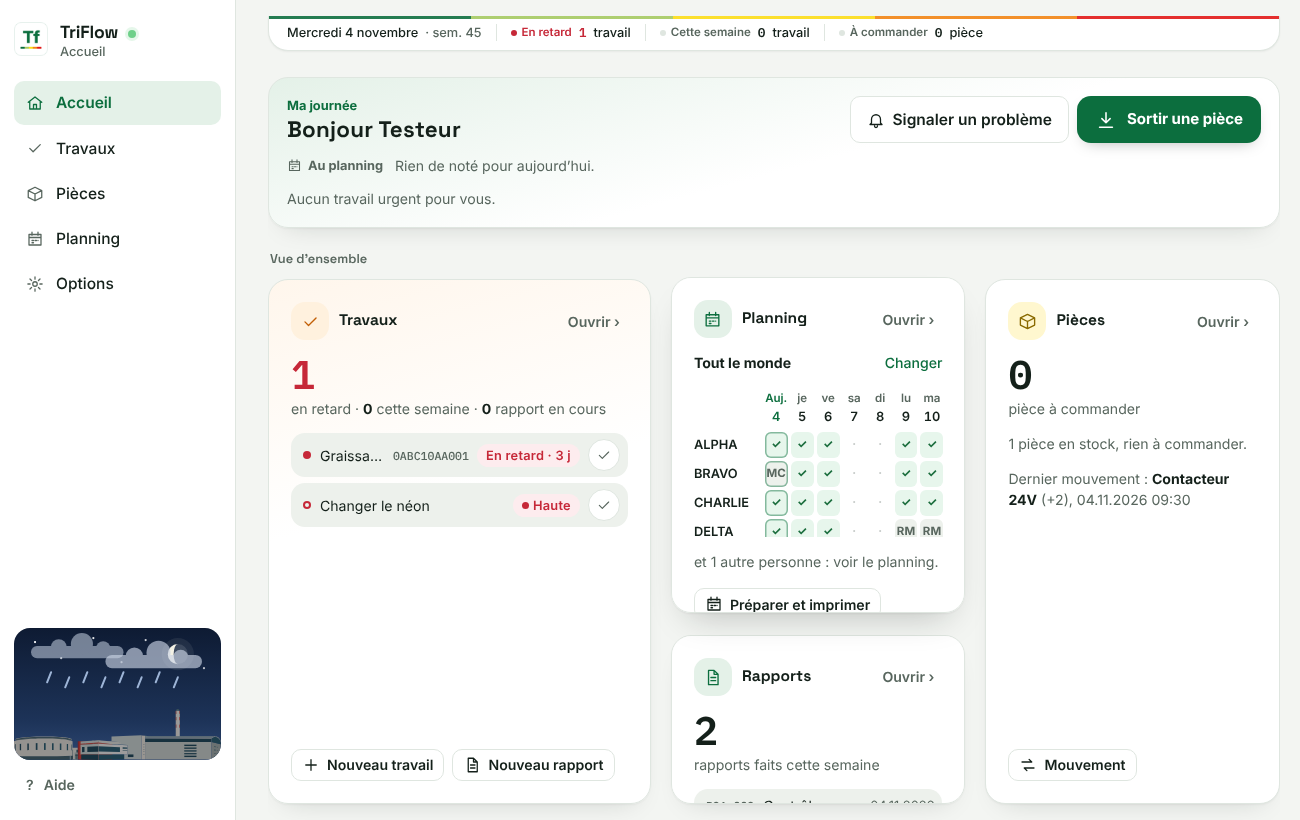 Tf
TriFlow
Accueil
Accueil
Travaux
Pièces
Planning
Options
? Aide
Mercredi 4 novembre · sem. 45
En retard 1 travail
Cette semaine 0 travail
À commander 0 pièce
Ma journée
Bonjour Testeur
Au planning Rien de noté pour aujourd’hui.
Aucun travail urgent pour vous.
Signaler un problème
Sortir une pièce
Vue d’ensemble
Travaux
Ouvrir ›
1
en retard · 0 cette semaine · 0 rapport en cours
Graissa... 0ABC10AA001 En retard · 3 j
Changer le néon Haute
Nouveau travail
Nouveau rapport
Planning
Ouvrir ›
Tout le monde
Changer
Auj. je ve sa di lu ma
4 5 6 7 8 9 10
ALPHA
BRAVO MC
CHARLIE
DELTA RM RM
et 1 autre personne : voir le planning.
Préparer et imprimer
Rapports
Ouvrir ›
2
rapports faits cette semaine
Pièces
Ouvrir ›
0
pièce à commander
1 pièce en stock, rien à commander.
Dernier mouvement : Contacteur
24V (+2), 04.11.2026 09:30
Mouvement